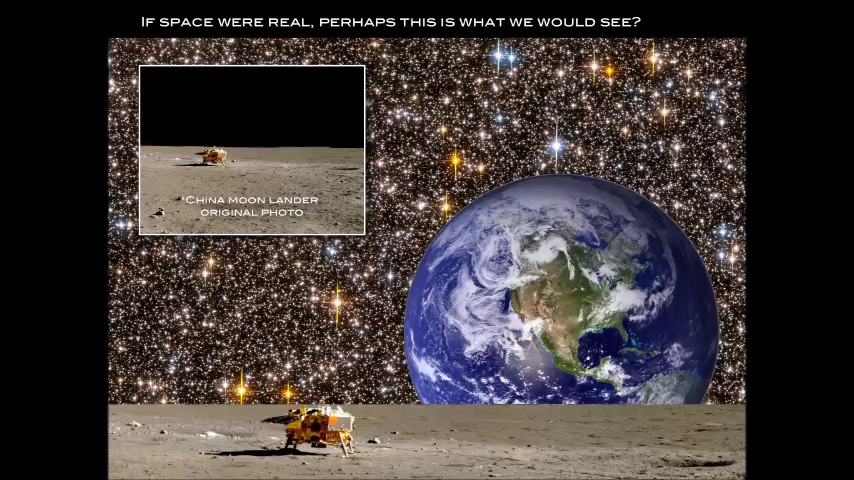 If space were real, perhaps this is what we would see?
*China moon lander
original photo